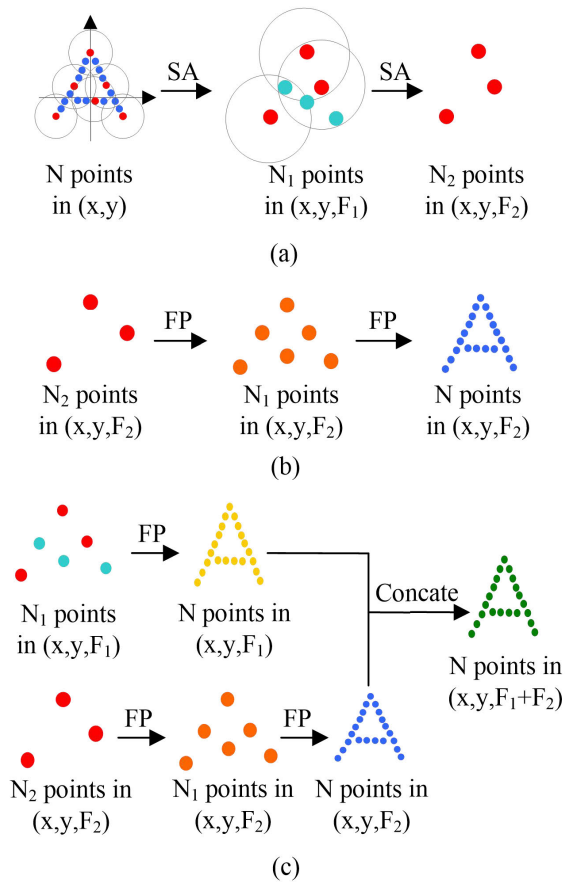 SA
SA
N points
in (x,y)
N₁ points
in (x,y,F₁)
N₂ points
in (x,y,F₂)
(a)
FP
FP
N₂ points
in (x,y,F₂)
N₁ points
in (x,y,F₂)
N points
in (x,y,F₂)
(b)
FP
N₁ points
in (x,y,F₁)
N points in
(x,y,F₁)
Concate
N points in
(x,y,F₁+F₂)
FP
FP
N₂ points in
(x,y,F₂)
N₁ points in
(x,y,F₂)
N points in
(x,y,F₂)
(c)